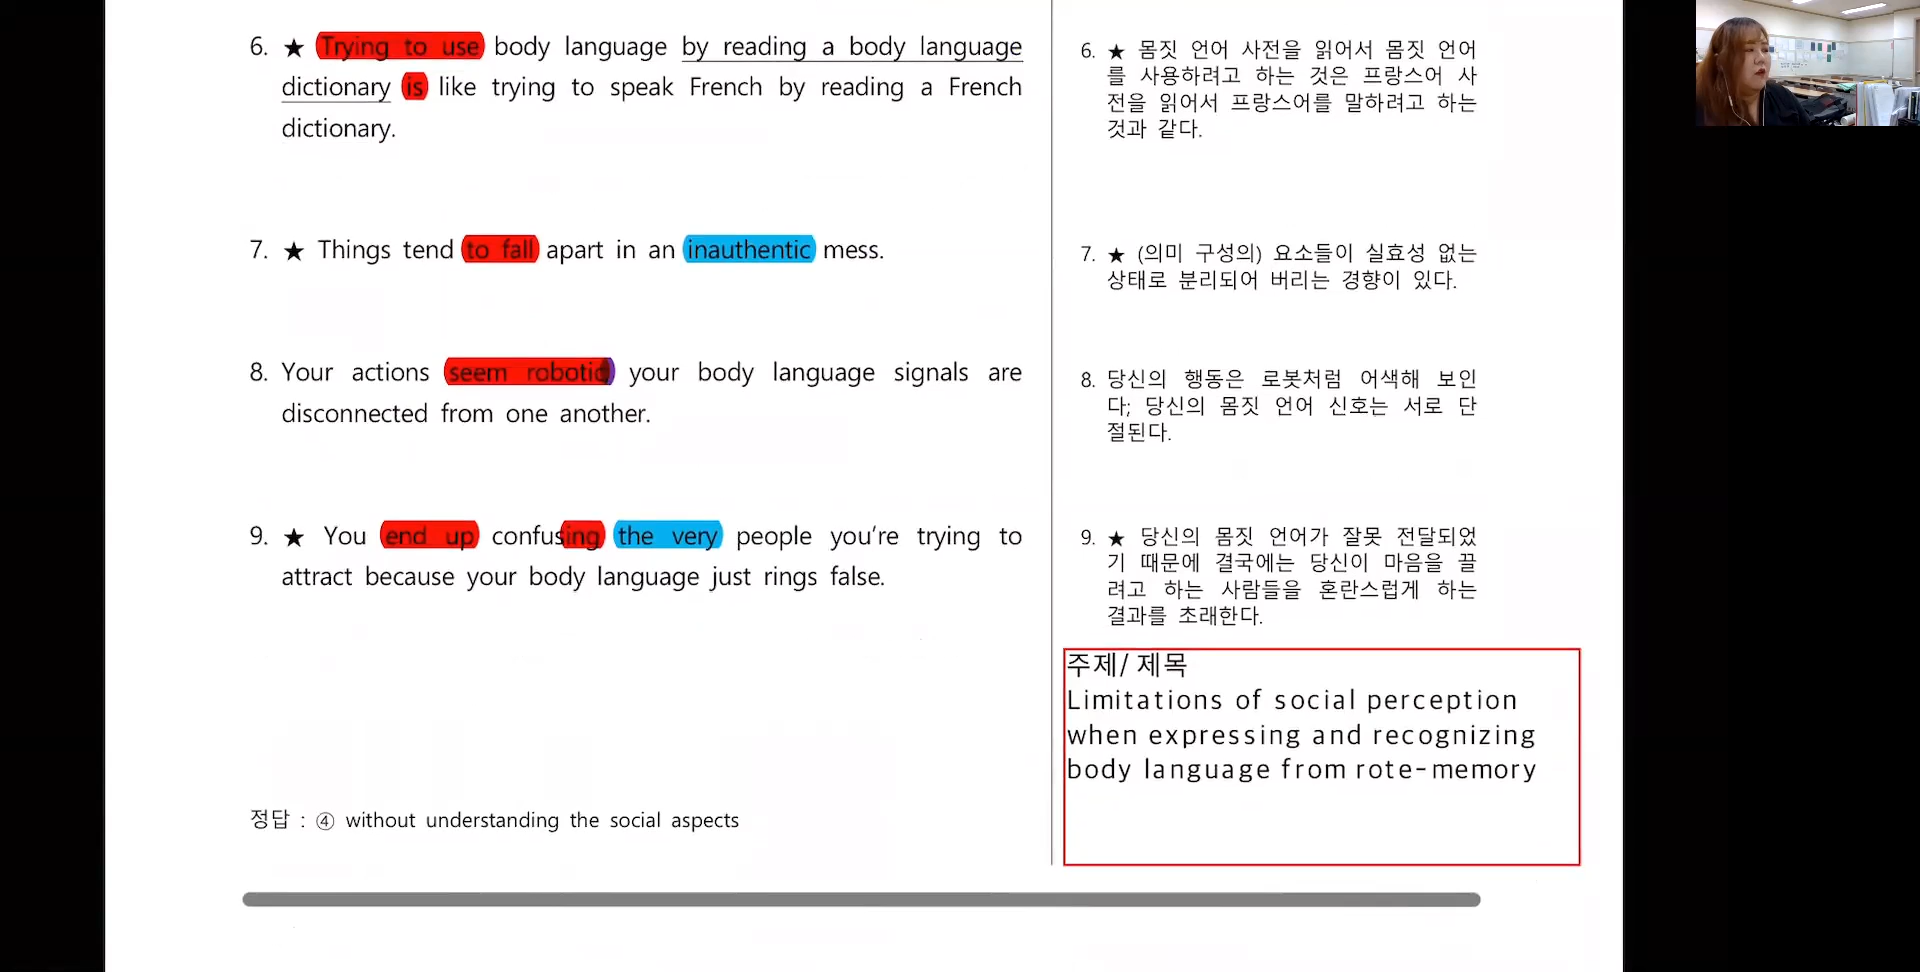 6. ★ Trying to use body language by reading a body language
dictionary is like trying to speak French by reading a French
dictionary.
7. ★ Things tend to fall apart in an inauthentic mess.
8. Your actions seem robotic; your body language signals are
disconnected from one another.
9. ★ You end up confusing the very people you're trying to
attract because your body language just rings false.
정답 : ④ without understanding the social aspects
6. ★ 몸짓 언어 사전을 읽어서 몸짓 언어
를 사용하려고 하는 것은 프랑스어 사
전을 읽어서 프랑스어를 말하려고 하는
것과 같다.
7. ★ (의미 구성의) 요소들이 실효성 없는
상태로 분리되어 버리는 경향이 있다.
8. 당신의 행동은 로봇처럼 어색해 보인
다; 당신의 몸짓 언어 신호는 서로 단
절된다.
9. ★ 당신의 몸짓 언어가 잘못 전달되었
기 때문에 결국에는 당신이 마음을 끌
려고 하는 사람들을 혼란스럽게 하는
결과를 초래한다.
주제/ 제목
Limitations of social perception
when expressing and recognizing
body language from rote-memory